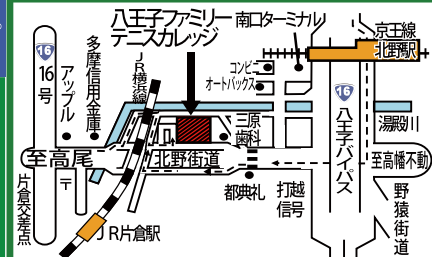 八王子ファミリー
テニスカレッジ
南口ターミナル
京王線
北野駅
コンビニ
オートバックス
16
16号
アップル
多摩信用金庫
JR横浜線
三原
歯科
16
八王子バイパス
湯殿川
至高尾
北野街道
至高幡不動
片倉交差点
〒
都典礼
打越
信号
野猿街道
JR片倉駅